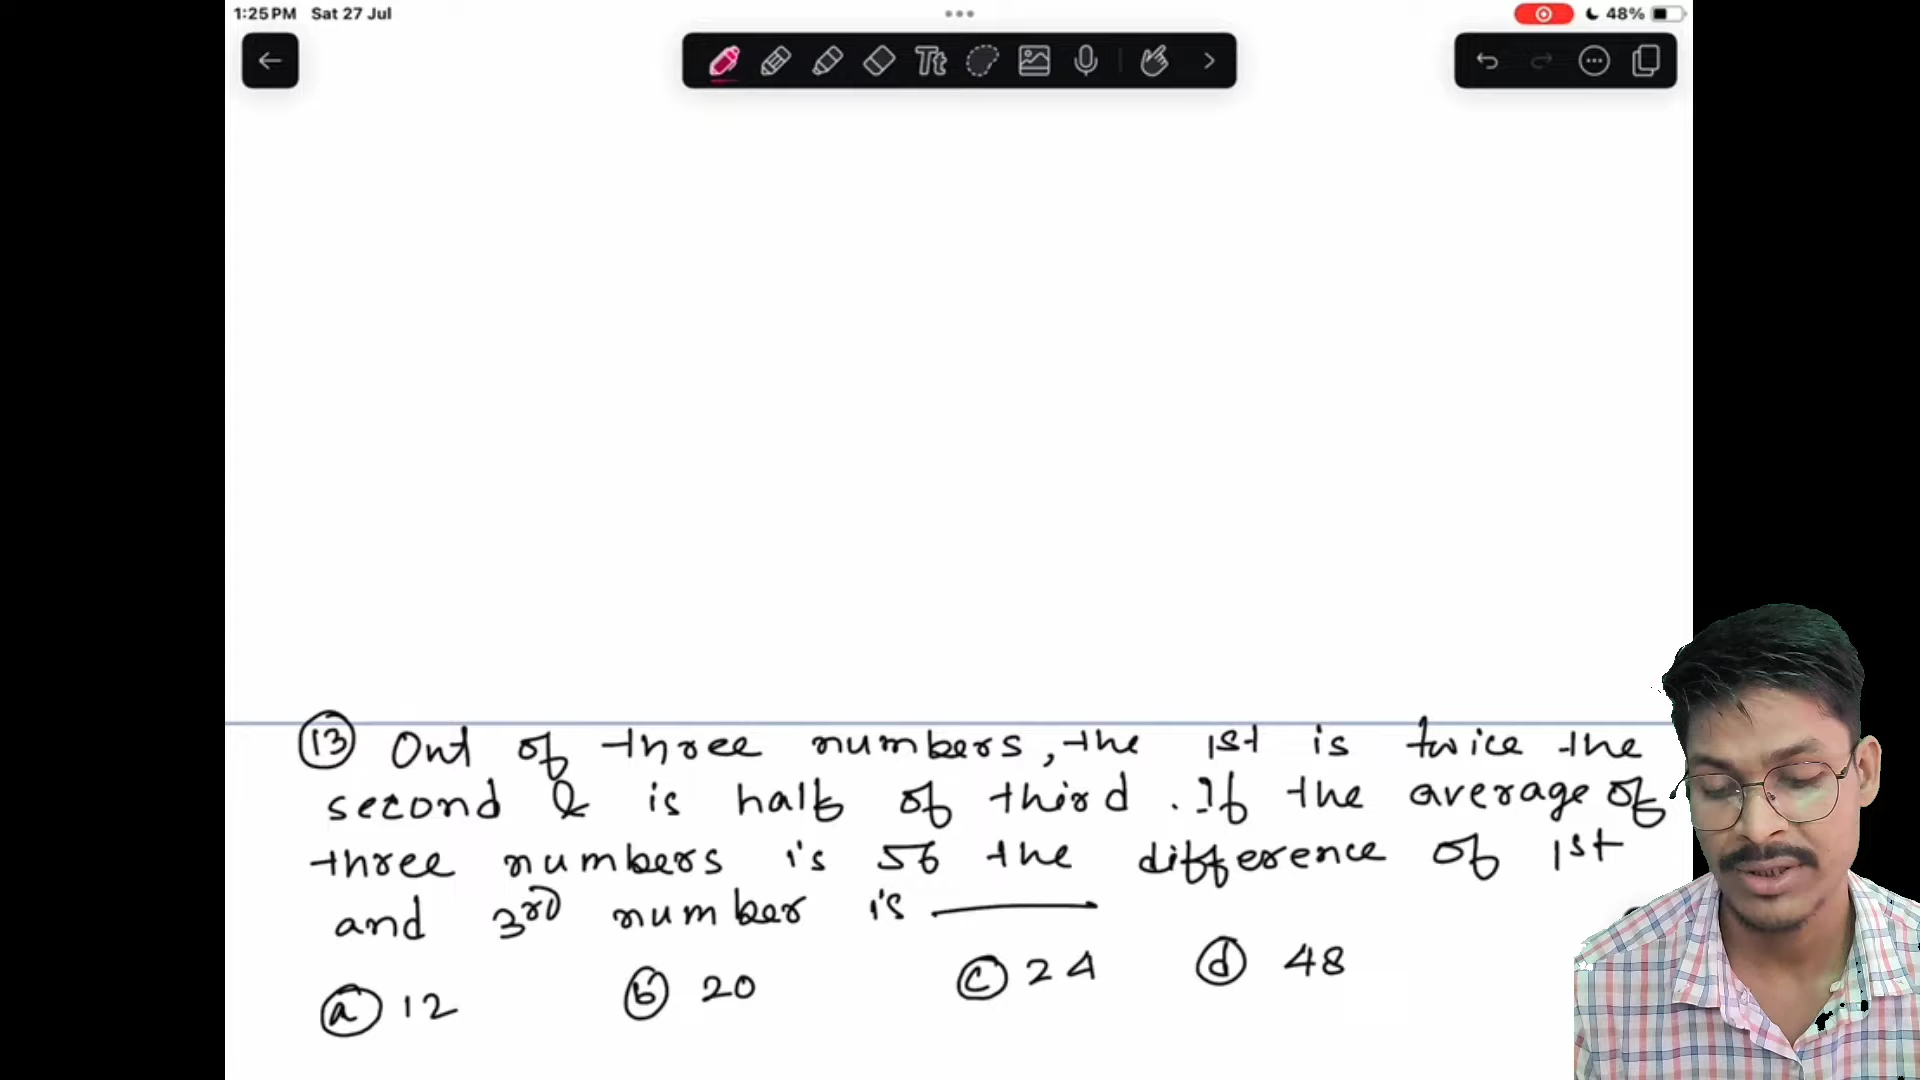 1:25 PM Sat 27 Jul
48%
Tt
13 Out of three numbers, the 1st is twice the
second & is half of third. If the average of
three numbers is 56 the difference of 1st
and 3rd number is ____
a 12 b 20 c 24 d 48